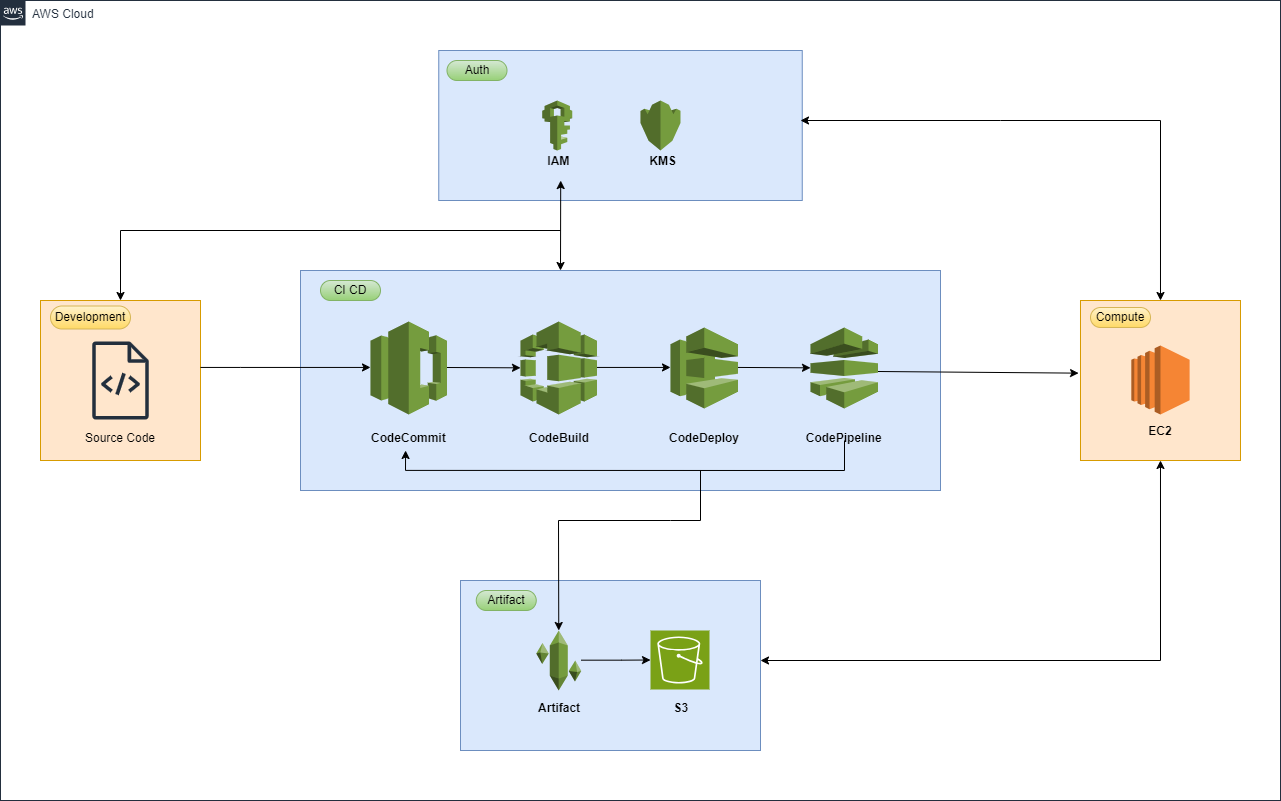 aws
AWS Cloud
Auth
IAM
KMS
Development
</>
Source Code
CI CD
CodeCommit
CodeBuild
CodeDeploy
CodePipeline
Compute
EC2
Artifact
Artifact
S3